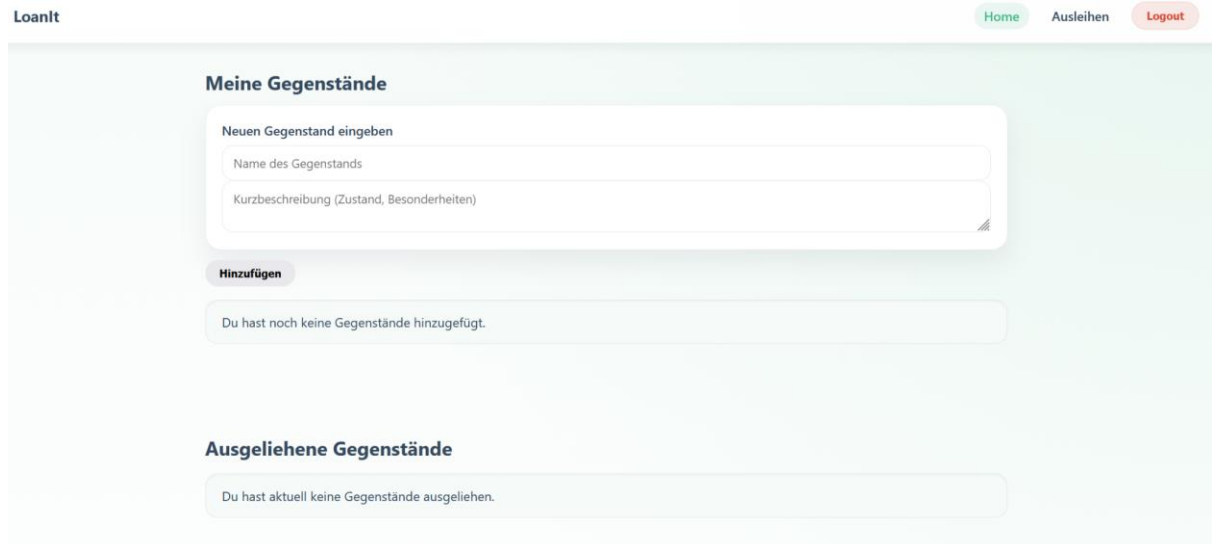 LoanIt
Home
Ausleihen
Logout
Meine Gegenstände
Neuen Gegenstand eingeben
Name des Gegenstands
Kurzbeschreibung (Zustand, Besonderheiten)
Hinzufügen
Du hast noch keine Gegenstände hinzugefügt.
Ausgeliehene Gegenstände
Du hast aktuell keine Gegenstände ausgeliehen.